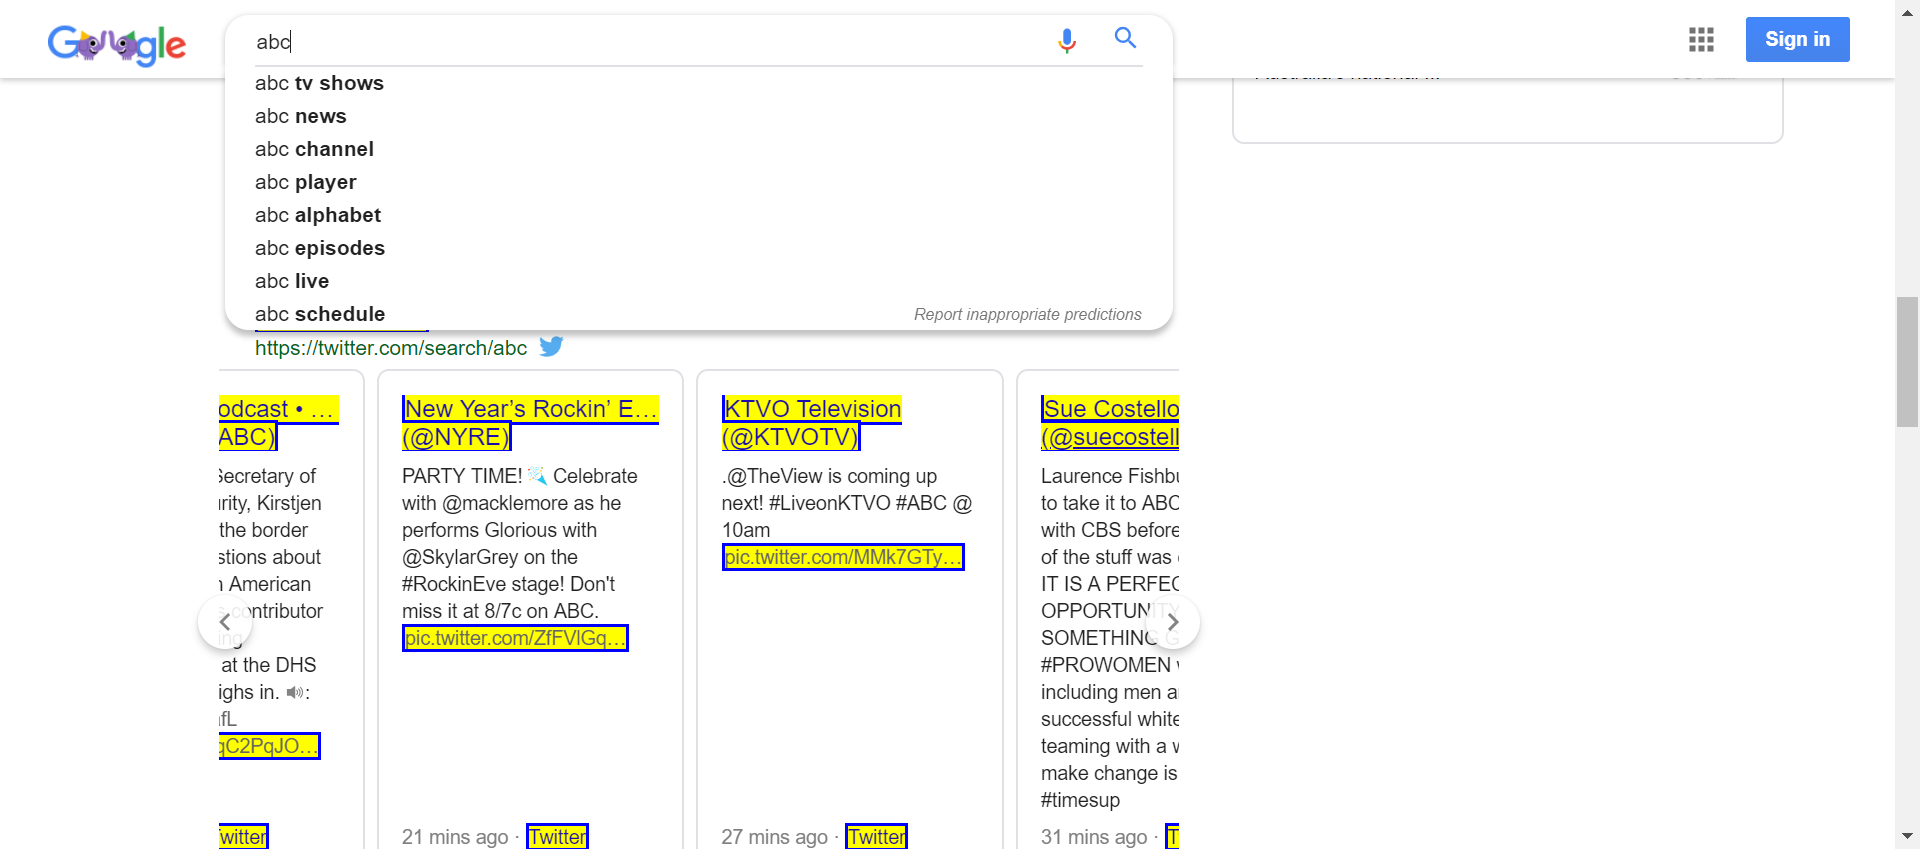 Google
abc
Sign in
abc tv shows
abc news
abc channel
abc player
abc alphabet
abc episodes
abc live
abc schedule
Report inappropriate predictions
https://twitter.com/search/abc
odcast • ...
ABC)
Secretary of
rity, Kirstjen
the border
stions about
n American
contributor
ing
at the DHS
ighs in. 🔊:
fL
qC2PqJO...
Twitter
New Year’s Rockin’ E...
(@NYRE)
PARTY TIME! 🎉 Celebrate
with @macklemore as he
performs Glorious with
@SkylarGrey on the
#RockinEve stage! Don't
miss it at 8/7c on ABC.
pic.twitter.com/ZfFVlGq...
21 mins ago · Twitter
KTVO Television
(@KTVOTV)
.@TheView is coming up
next! #LiveonKTVO #ABC @
10am
pic.twitter.com/MMk7GTy...
27 mins ago · Twitter
Sue Costello
(@suecostell
Laurence Fishbu
to take it to ABC
with CBS before
of the stuff was
IT IS A PERFEC
OPPORTUNITY
SOMETHING G
#PROWOMEN
including men a
successful white
teaming with a w
make change is
#timesup
31 mins ago · T